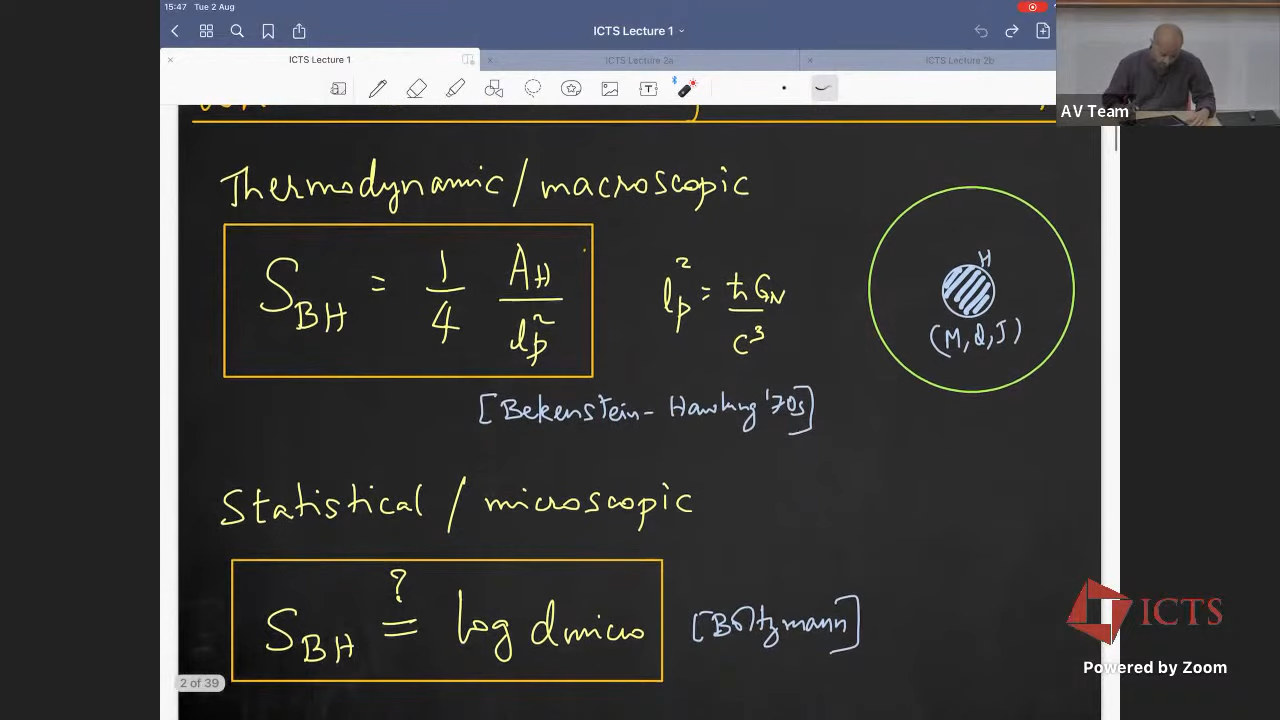 15:47 Tue 2 Aug
ICTS Lecture 1
ICTS Lecture 1
ICTS Lecture 2a
ICTS Lecture 2b
AV Team
Thermodynamic / macroscopic
S_BH = 1/4 A_H/l_p^2
l_p^2 = ħ G_N/c^3
H
(M, Q, J)
[Bekenstein - Hawking '70s]
Statistical / microscopic
S_BH ?= log d micro
[Boltzmann]
2 of 39
ICTS
Powered by Zoom